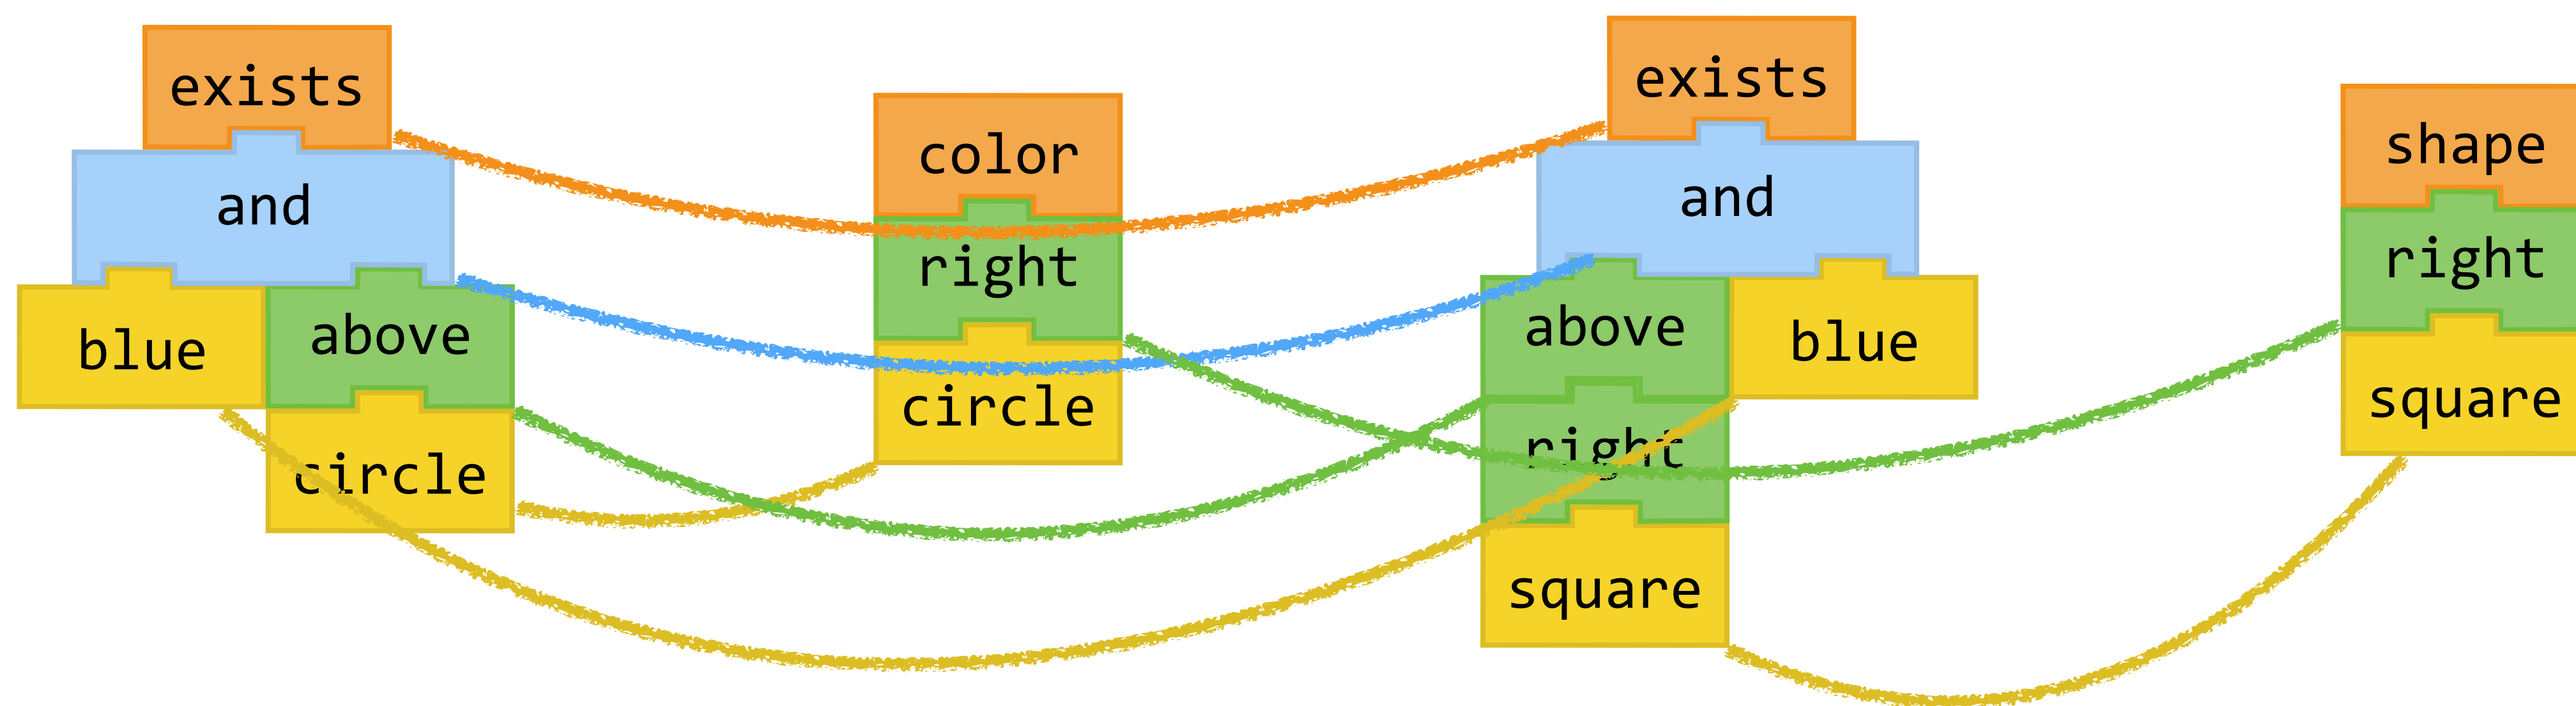 exists
and
blue above
circle
color
right
circle
exists
and
above blue
right
square
shape
right
square